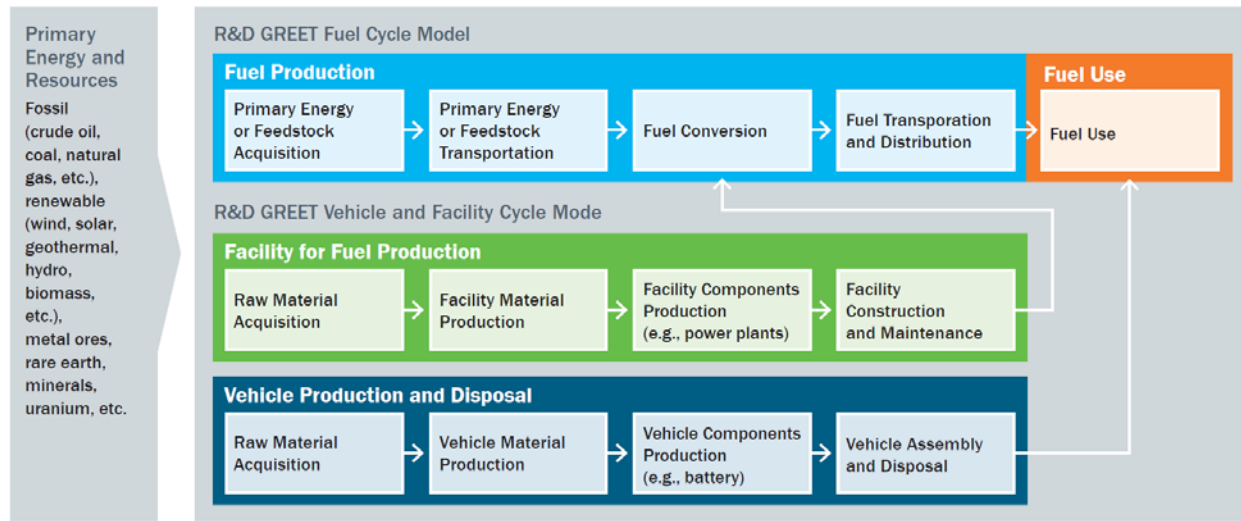 Primary
Energy and
Resources
Fossil
(crude oil,
coal, natural
gas, etc.),
renewable
(wind, solar,
geothermal,
hydro,
biomass,
etc.),
metal ores,
rare earth,
minerals,
uranium, etc.
R&D GREET Fuel Cycle Model
Fuel Production
Primary Energy
or Feedstock
Acquisition
Primary Energy
or Feedstock
Transportation
Fuel Conversion
Fuel Transporation
and Distribution
Fuel Use
Fuel Use
R&D GREET Vehicle and Facility Cycle Mode
Facility for Fuel Production
Raw Material
Acquisition
Facility Material
Production
Facility Components
Production
(e.g., power plants)
Facility
Construction
and Maintenance
Vehicle Production and Disposal
Raw Material
Acquisition
Vehicle Material
Production
Vehicle Components
Production
(e.g., battery)
Vehicle Assembly
and Disposal